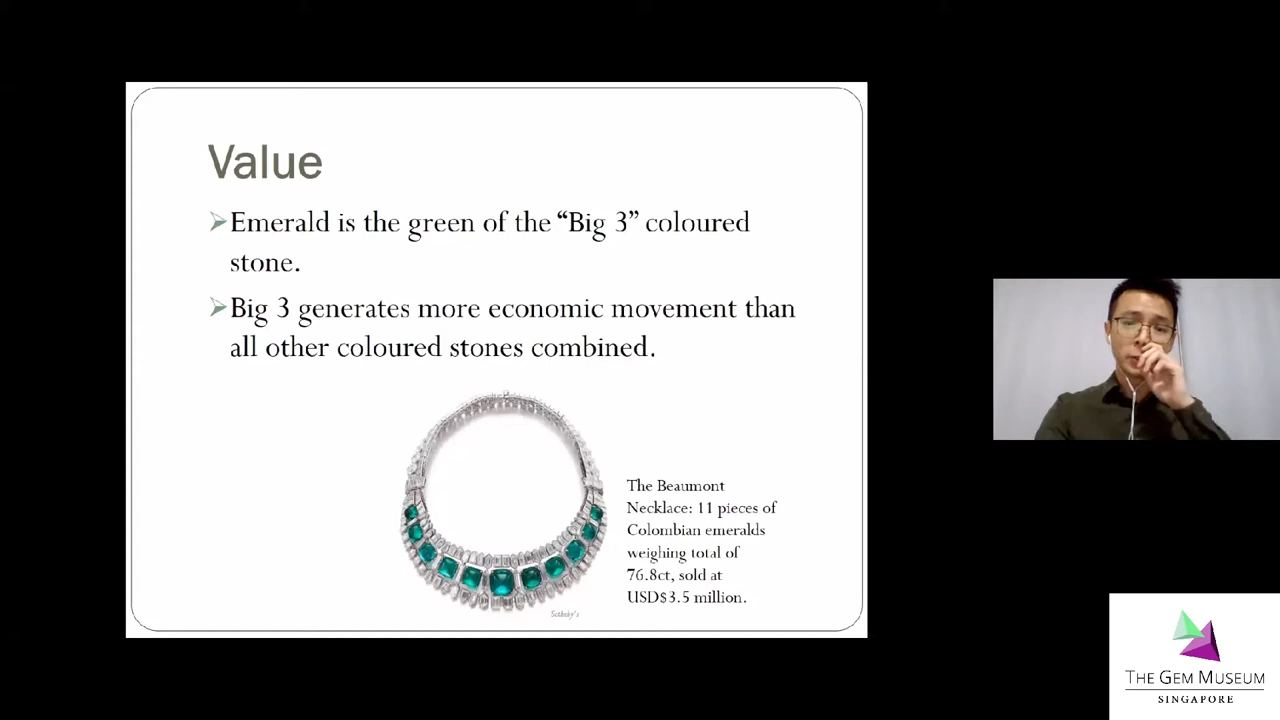 Value
Emerald is the green of the “Big 3” coloured
stone.
Big 3 generates more economic movement than
all other coloured stones combined.
The Beaumont
Necklace: 11 pieces of
Colombian emeralds
weighing total of
76.8ct, sold at
USD$3.5 million.
Sotheby's
THE GEM MUSEUM
SINGAPORE